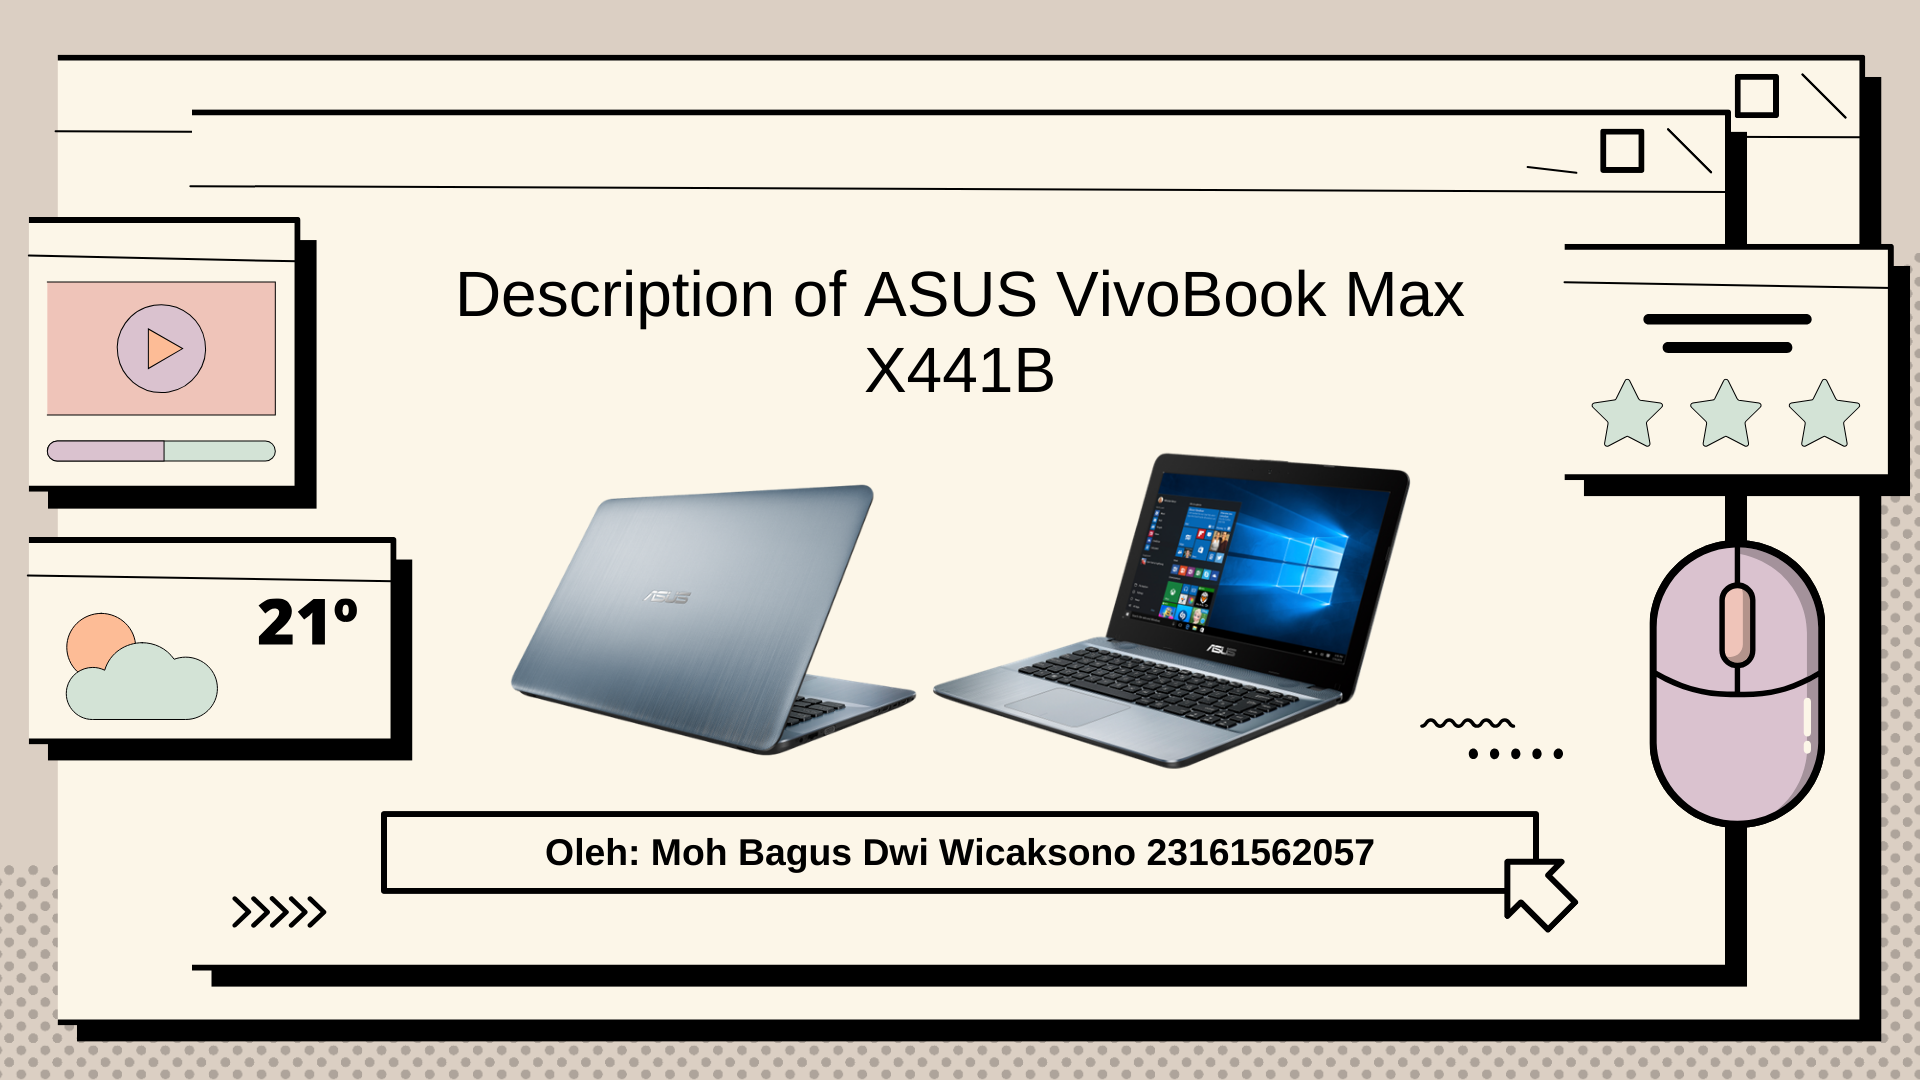 Description of ASUS VivoBook Max
X441B
21º
ASUS
ASUS
Oleh: Moh Bagus Dwi Wicaksono 23161562057